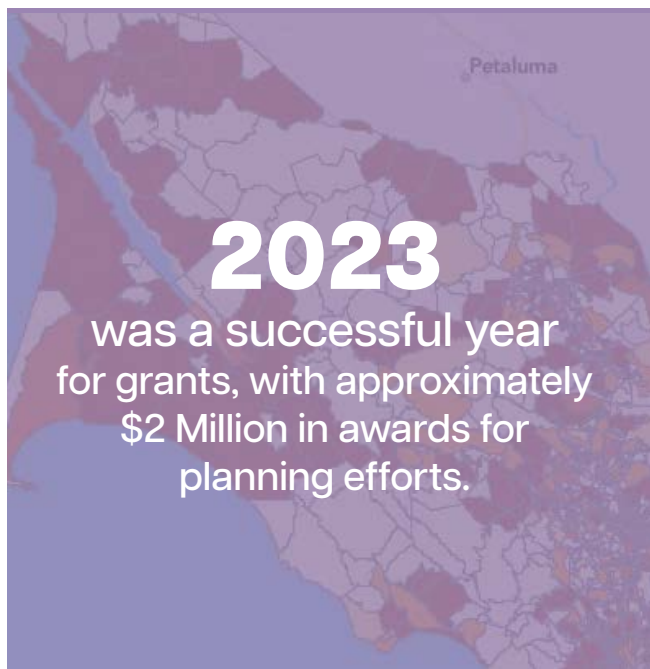 Petaluma
2023
was a successful year
for grants, with approximately
$2 Million in awards for
planning efforts.